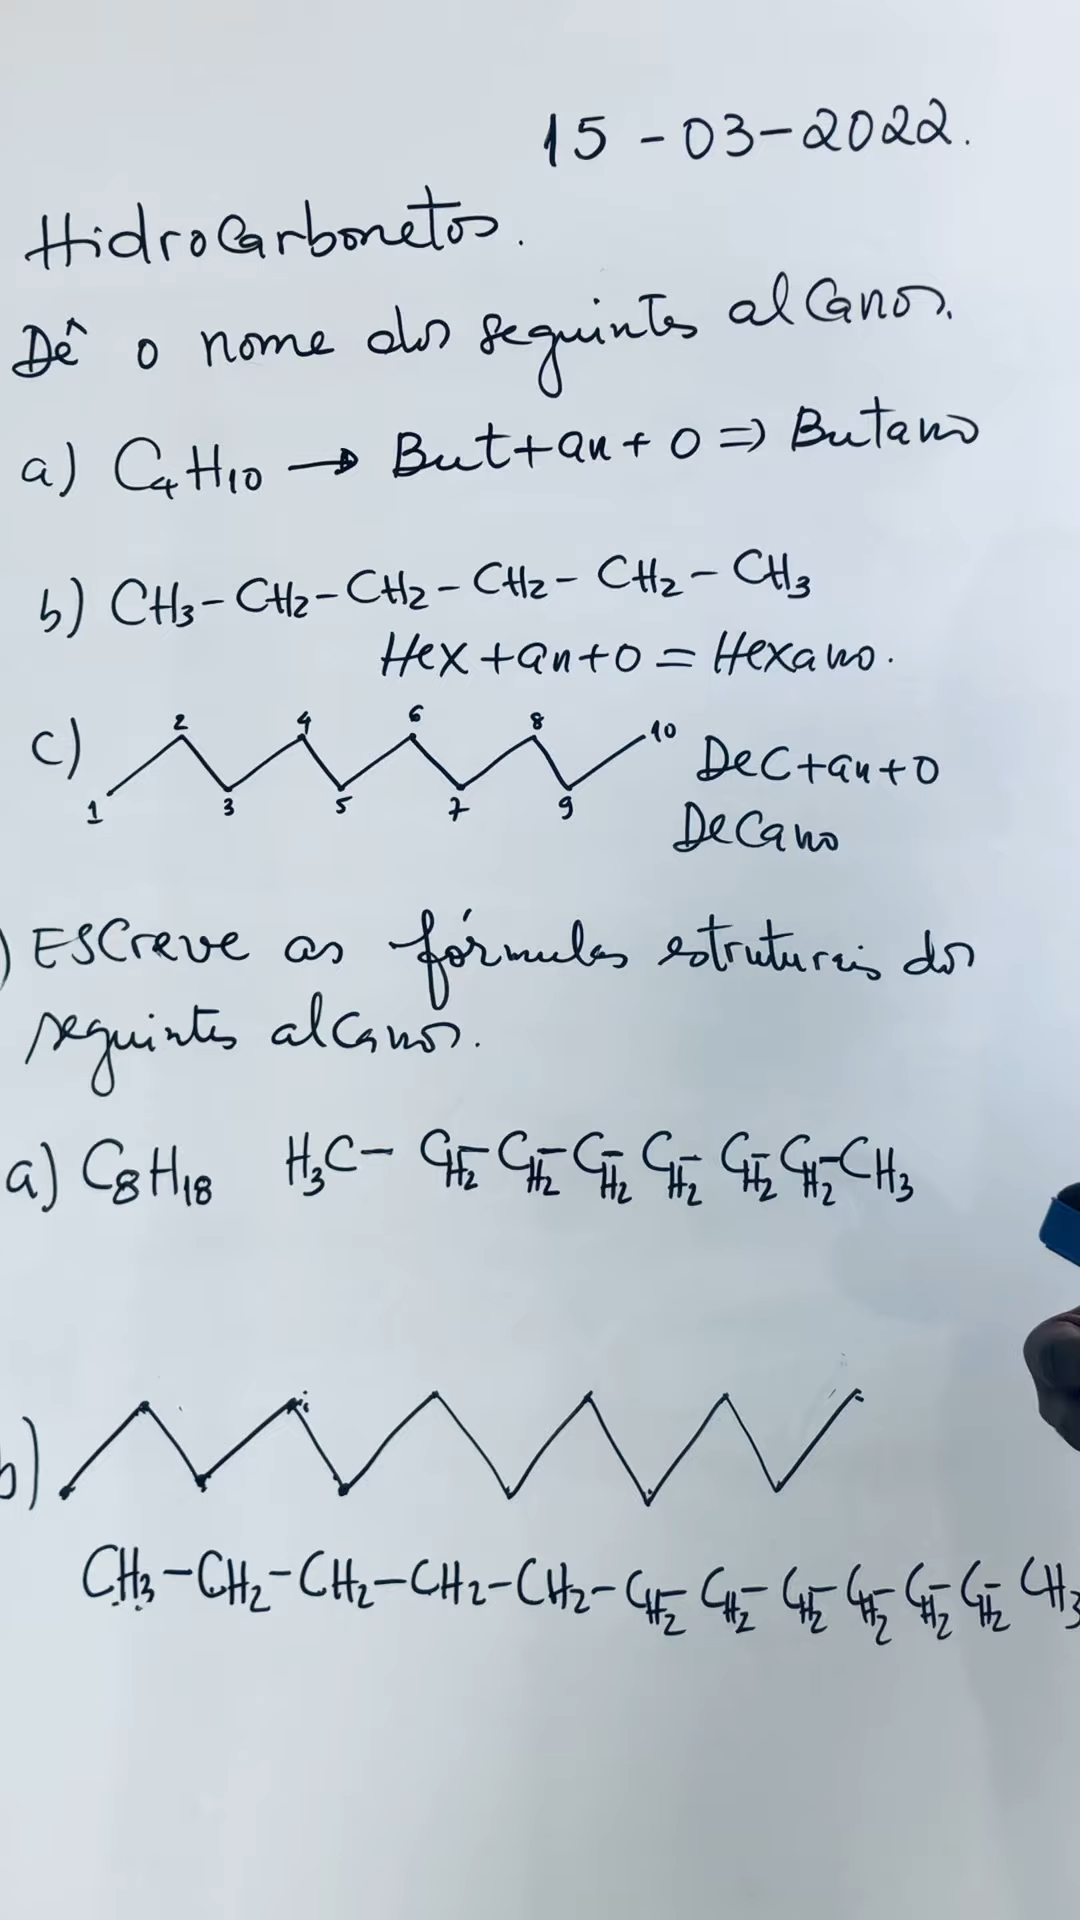 15-03-2022.
HidroCarbonetos.
Dê o nome dos seguintes alCanos.
a) C₄H₁₀ → But+an+o ⇒ Butano
b) CH₃-CH₂-CH₂-CH₂-CH₂-CH₃
Hex+an+o = Hexano.
c) 1 2 3 4 5 6 7 8 9 10 DeC+an+o
DeCano
) ESCreve as fórmulas estruturais dos
seguintes alcanos.
a) C₈H₁₈ H₃C-CH₂-CH₂-CH₂-CH₂-CH₂-CH₂-CH₃
b)
CH₃-CH₂-CH₂-CH₂-CH₂-CH₂-CH₂-CH₂-CH₂-CH₂-CH₂-CH₃